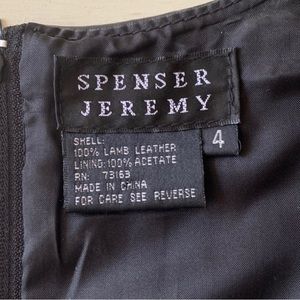 SPENSER
JEREMY
4
SHELL:
100% LAMB LEATHER
LINING:100% ACETATE
RN: 73163
MADE IN CHINA
FOR CARE SEE REVERSE